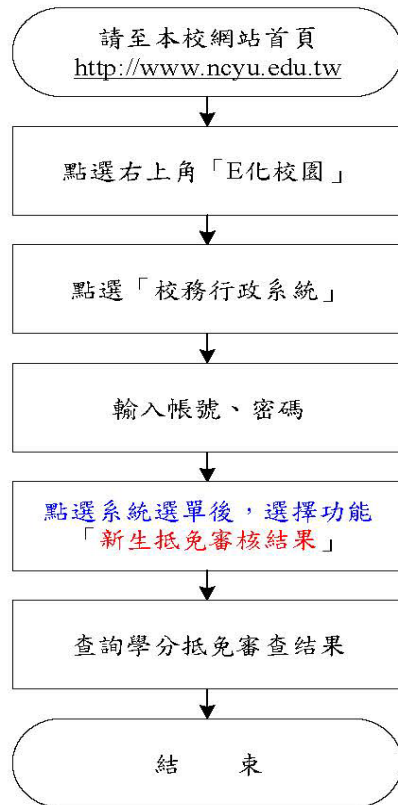 請至本校網站首頁
http://www.ncyu.edu.tw
點選右上角「E化校園」
點選「校務行政系統」
輸入帳號、密碼
點選系統選單後，選擇功能
「新生抵免審核結果」
查詢學分抵免審查結果
結　　束